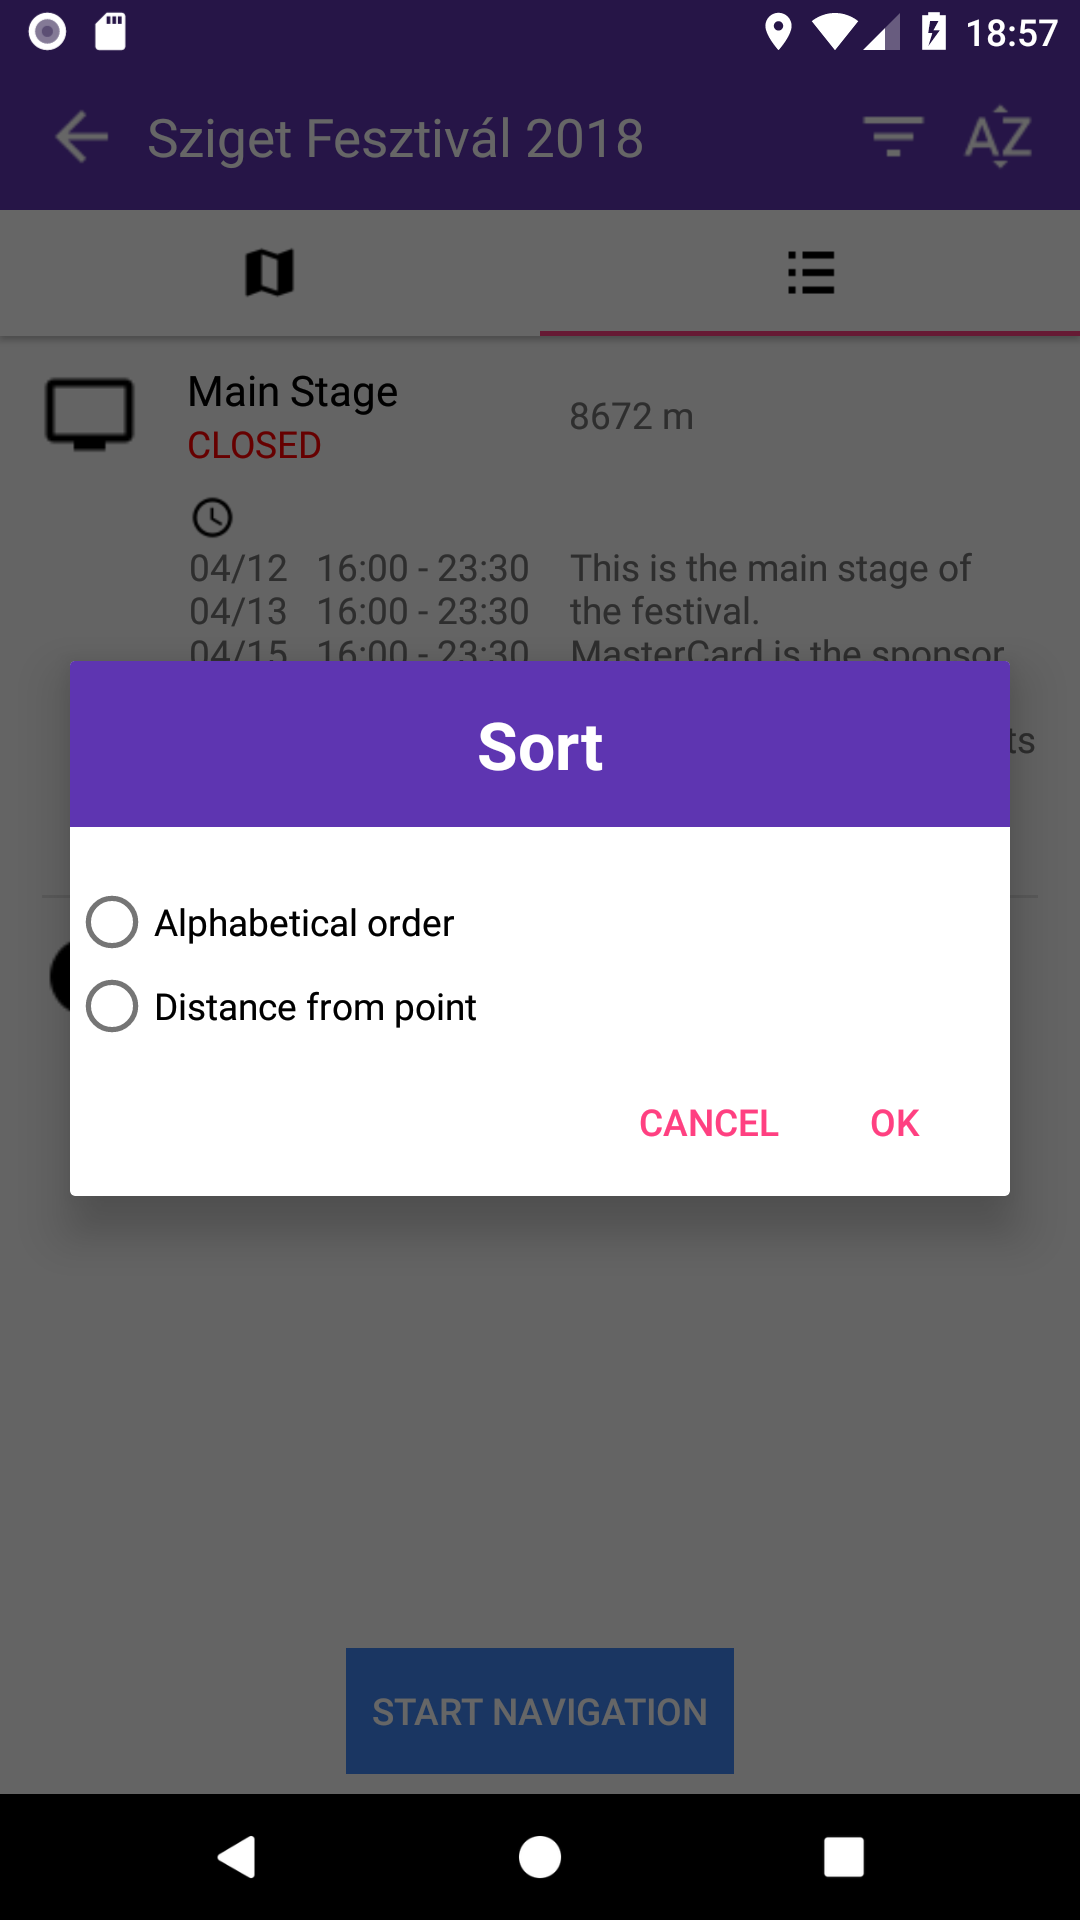 18:57
Sziget Fesztivál 2018
AZ
Main Stage
CLOSED
8672 m
04/12 16:00 - 23:30
04/13 16:00 - 23:30
04/15 16:00 - 23:30
This is the main stage of
the festival.
MasterCard is the sponsor
Sort
Alphabetical order
Distance from point
CANCEL
OK
START NAVIGATION